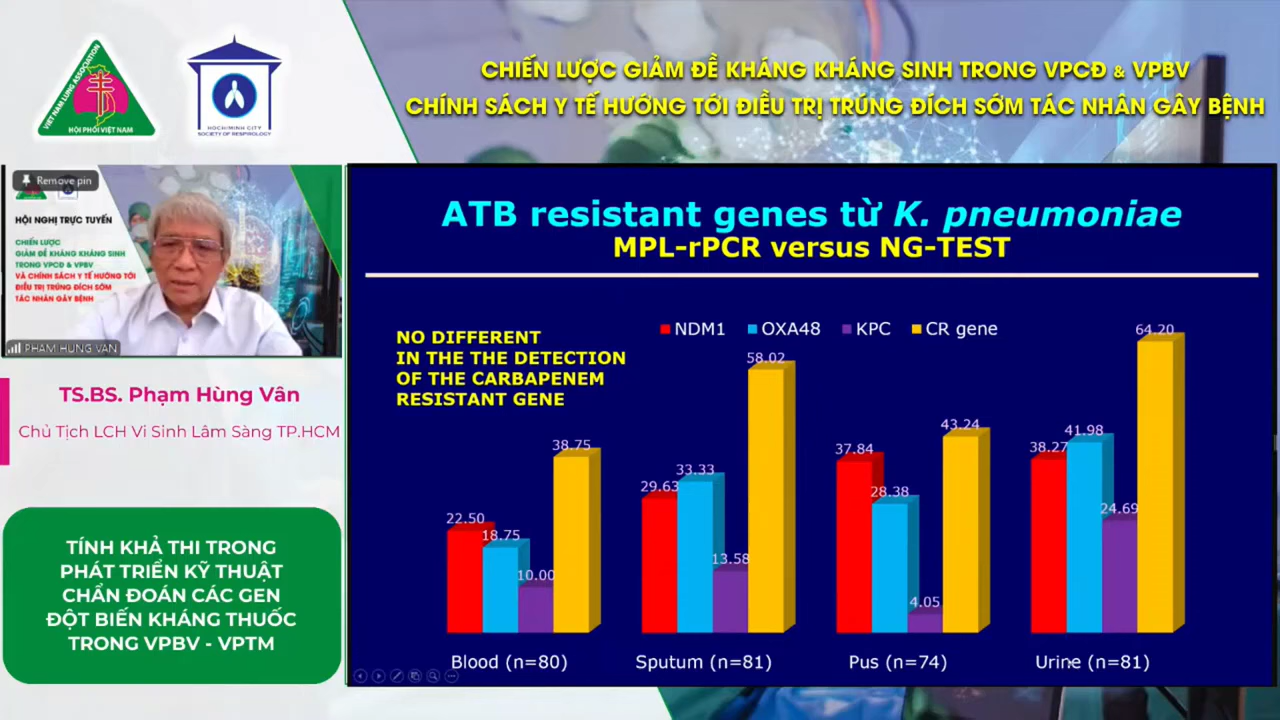 VIET NAM LUNG ASSOCIATION
HỘI PHỔI VIỆT NAM
HOCHIMINH CITY
SOCIETY OF RESPIROLOGY
CHIẾN LƯỢC GIẢM ĐỀ KHÁNG KHÁNG SINH TRONG VPCĐ & VPBV
CHÍNH SÁCH Y TẾ HƯỚNG TỚI ĐIỀU TRỊ TRÚNG ĐÍCH SỚM TÁC NHÂN GÂY BỆNH
Remove pin
HỘI NGHỊ TRỰC TUYẾN
CHIẾN LƯỢC
GIẢM ĐỀ KHÁNG KHÁNG SINH
TRONG VPCĐ & VPBV
VÀ CHÍNH SÁCH Y TẾ HƯỚNG TỚI
ĐIỀU TRỊ TRÚNG ĐÍCH SỚM
TÁC NHÂN GÂY BỆNH
PHAM HUNG VAN
TS.BS. Phạm Hùng Vân
Chủ Tịch LCH Vi Sinh Lâm Sàng TP.HCM
TÍNH KHẢ THI TRONG
PHÁT TRIỂN KỸ THUẬT
CHẨN ĐOÁN CÁC GEN
ĐỘT BIẾN KHÁNG THUỐC
TRONG VPBV - VPTM
ATB resistant genes từ K. pneumoniae
MPL-rPCR versus NG-TEST
NO DIFFERENT
IN THE THE DETECTION
OF THE CARBAPENEM
RESISTANT GENE
NDM1 OXA48 KPC CR gene
22.50 18.75 10.00 38.75
29.63 33.33 13.58 58.02
37.84 28.38 4.05 43.24
38.27 41.98 24.69 64.20
Blood (n=80) Sputum (n=81) Pus (n=74) Urine (n=81)